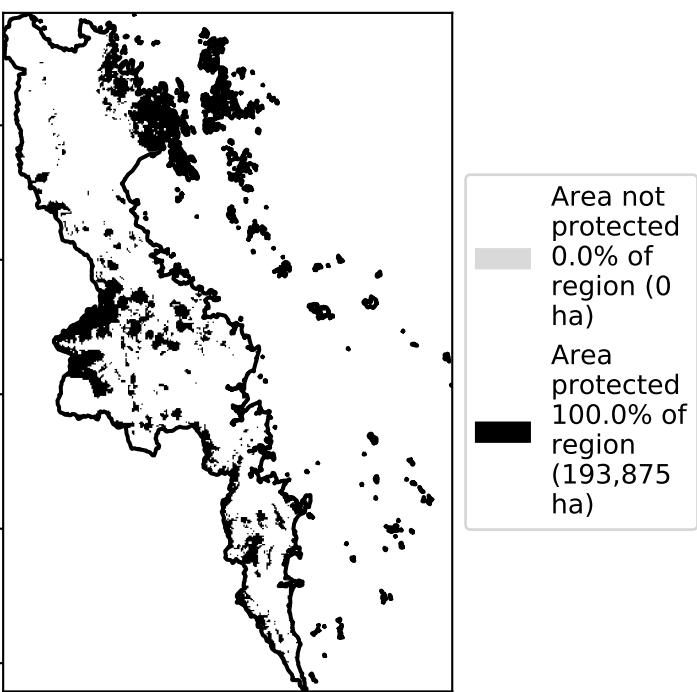 Area not
protected
0.0% of
region (0
ha)
Area
protected
100.0% of
region
(193,875
ha)